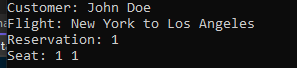 Customer: John Doe
Flight: New York to Los Angeles
Reservation: 1
Seat: 1 1